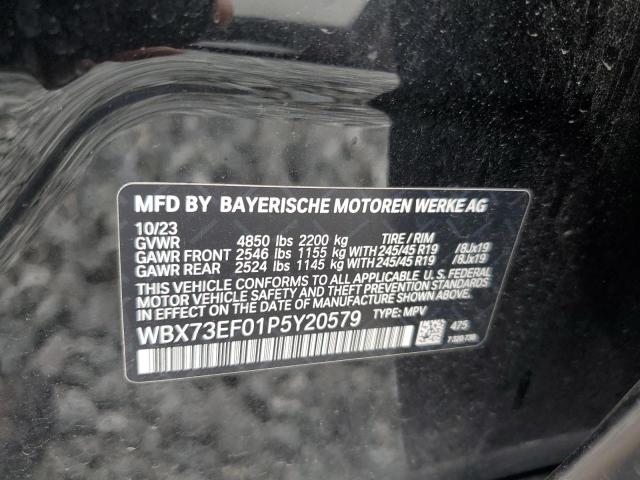 MFD BY BAYERISCHE MOTOREN WERKE AG
10/23
GVWR 4850 lbs 2200 kg TIRE / RIM
GAWR FRONT 2546 lbs 1155 kg WITH 245/45 R19 /8Jx19
GAWR REAR 2524 lbs 1145 kg WITH 245/45 R19 /8Jx19
THIS VEHICLE CONFORMS TO ALL APPLICABLE U.S. FEDERAL
MOTOR VEHICLE SAFETY AND THEFT PREVENTION STANDARDS
IN EFFECT ON DATE OF MANUFACTURE SHOWN ABOVE.
WBX73EF01P5Y20579 TYPE: MPV
475